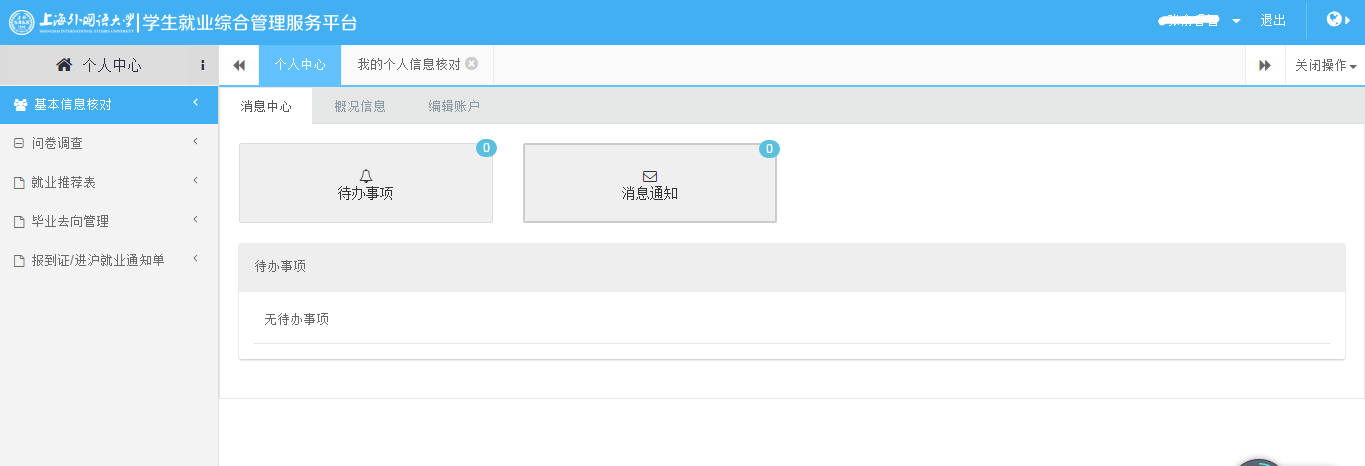 上海外国语大学|学生就业综合管理服务平台
SHANGHAI INTERNATIONAL STUDIES UNIVERSITY
退出
个人中心
个人中心
我的个人信息核对
关闭操作
基本信息核对
问卷调查
就业推荐表
毕业去向管理
报到证/进沪就业通知单
消息中心
概况信息
编辑账户
0
待办事项
0
消息通知
待办事项
无待办事项